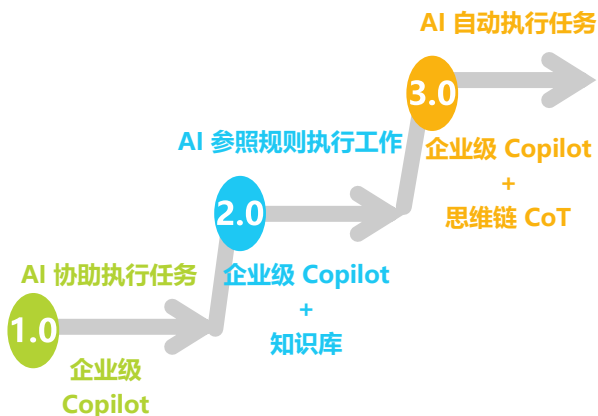 AI 自动执行任务
3.0
企业级 Copilot
+
思维链 CoT
AI 参照规则执行工作
2.0
企业级 Copilot
+
知识库
AI 协助执行任务
1.0
企业级
Copilot